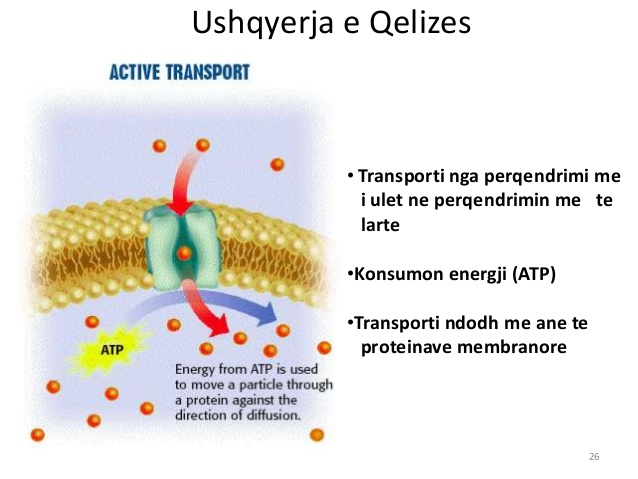 Ushqyerja e Qelizes
ACTIVE TRANSPORT
ATP
Energy from ATP is used
to move a particle through
a protein against the
direction of diffusion.
• Transporti nga perqendrimi me
i ulet ne perqendrimin me te
larte
•Konsumon energji (ATP)
•Transporti ndodh me ane te
proteinave membranore
26